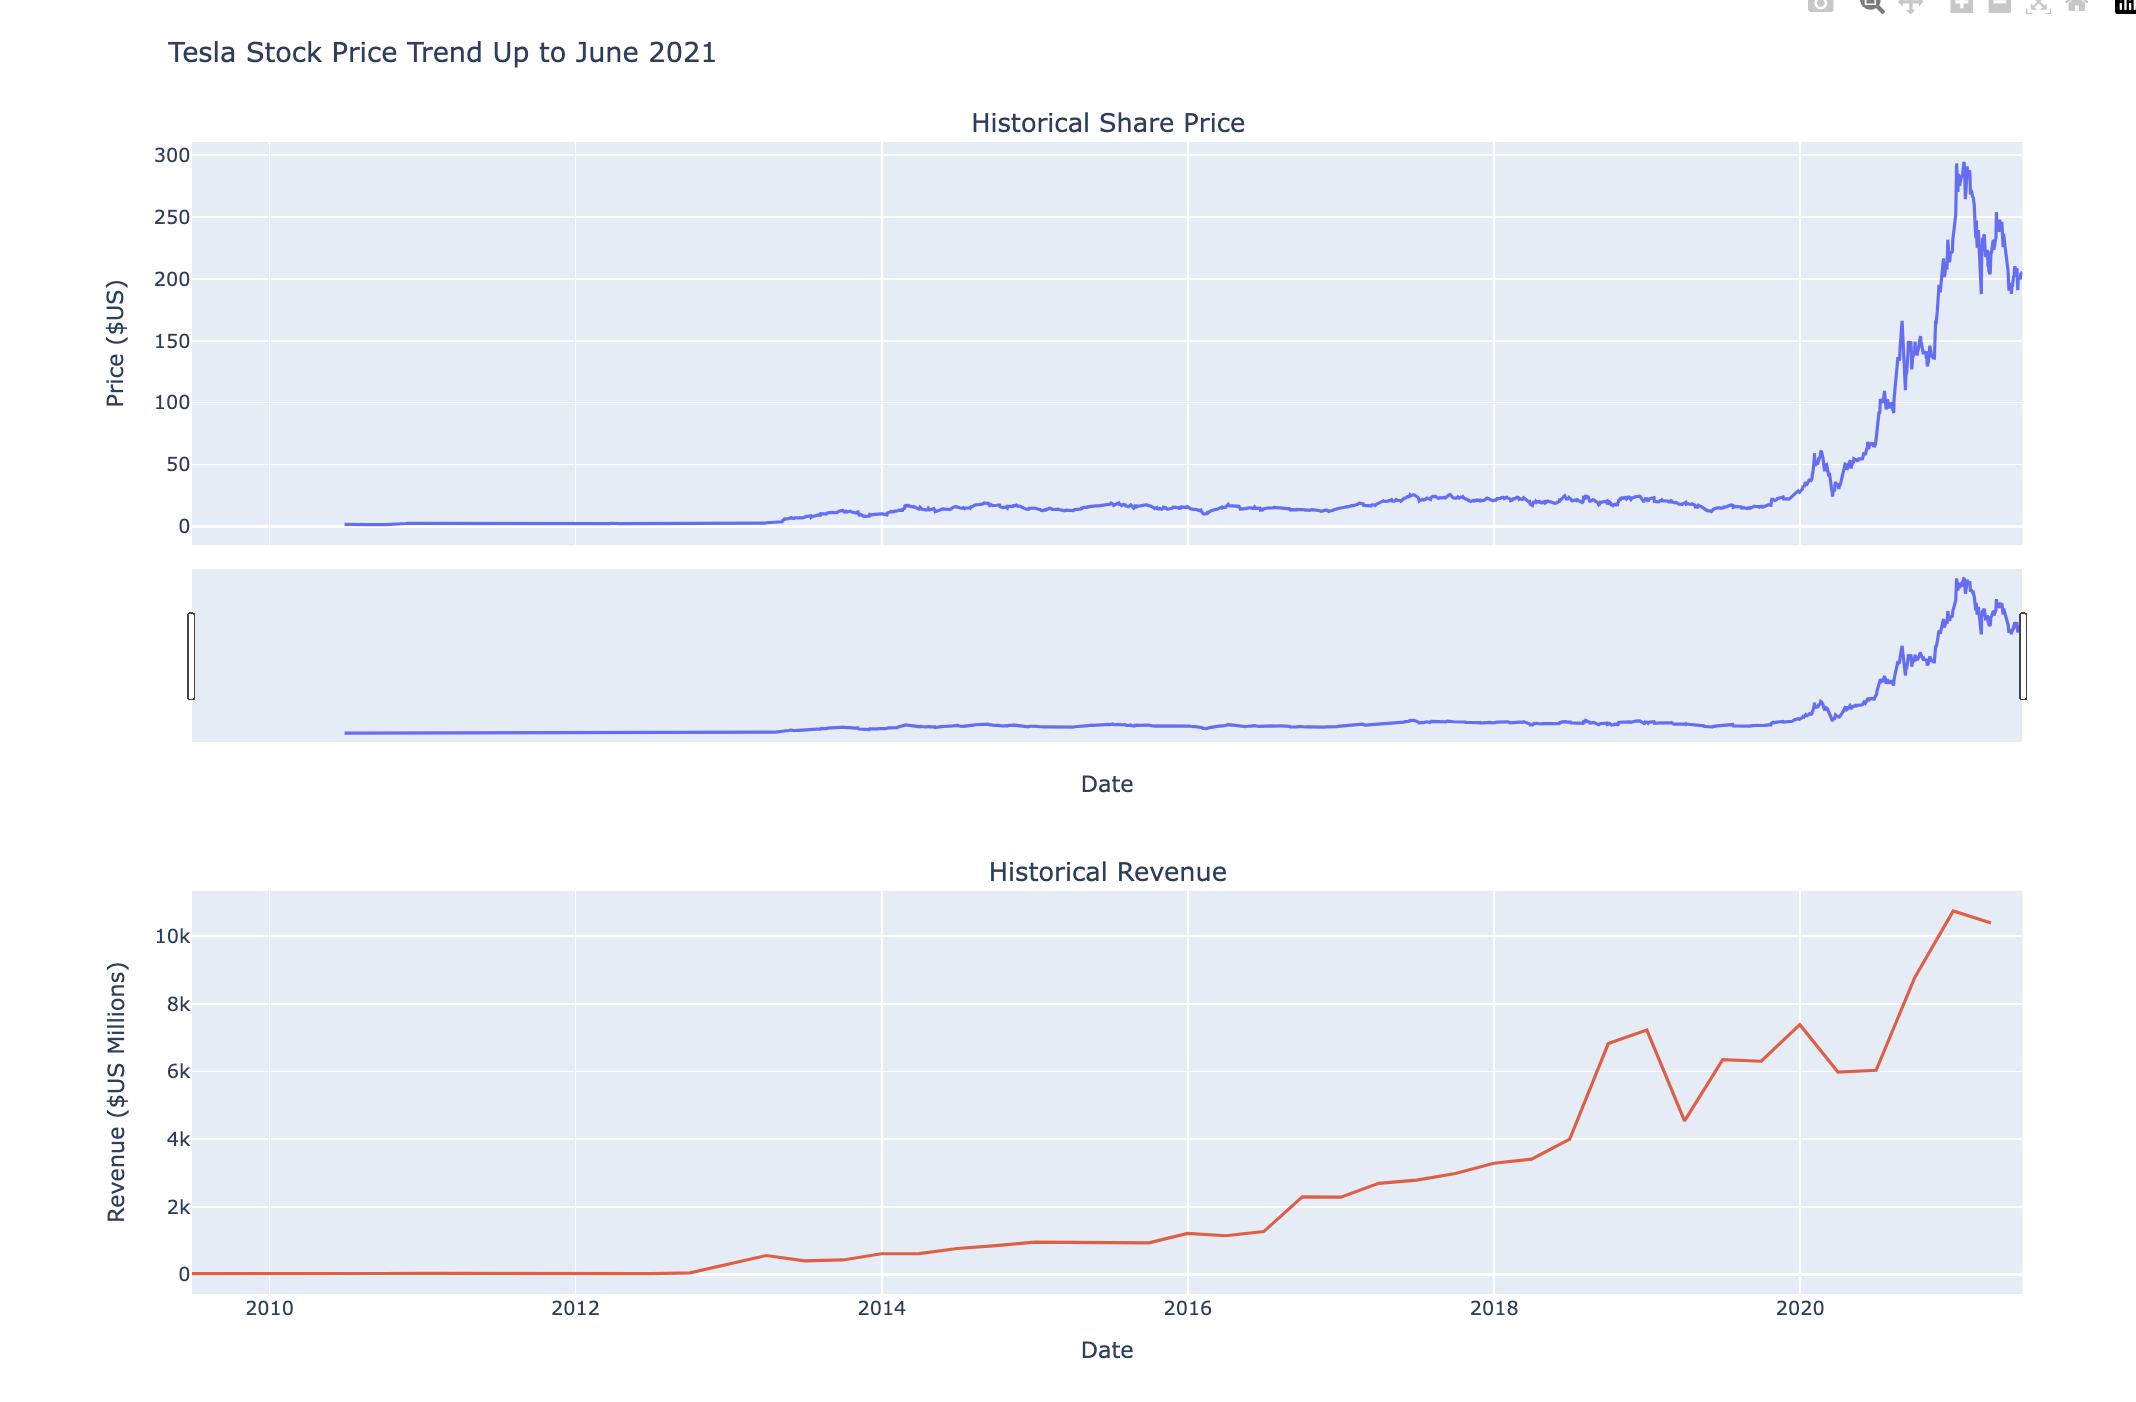 Tesla Stock Price Trend Up to June 2021
Historical Share Price
300
250
200
150
100
50
0
Price ($US)
Date
Historical Revenue
10k
8k
6k
4k
2k
0
Revenue ($US Millions)
2010 2012 2014 2016 2018 2020
Date